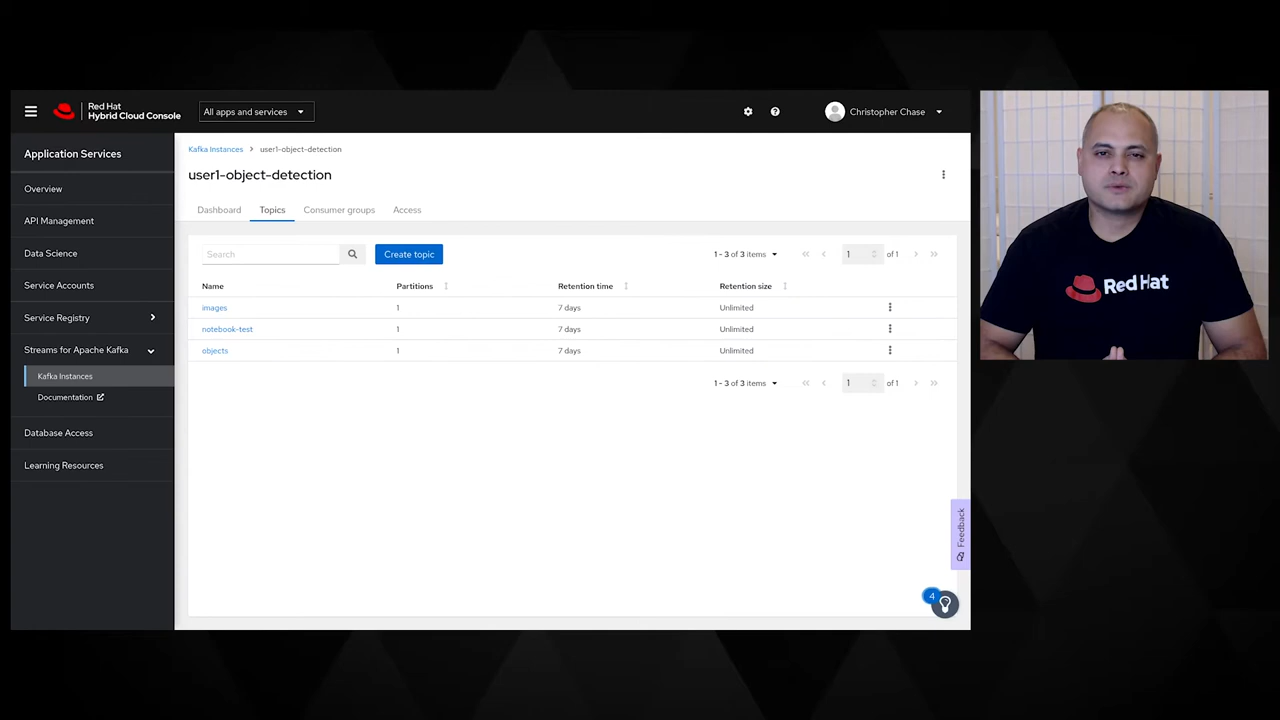 Red Hat
Hybrid Cloud Console
All apps and services
Christopher Chase
Application Services
Overview
API Management
Data Science
Service Accounts
Service Registry
Streams for Apache Kafka
Kafka Instances
Documentation
Database Access
Learning Resources
Kafka Instances > user1-object-detection
user1-object-detection
Dashboard Topics Consumer groups Access
Search Create topic 1 - 3 of 3 items 1 of 1
Name Partitions Retention time Retention size
images 1 7 days Unlimited
notebook-test 1 7 days Unlimited
objects 1 7 days Unlimited
1 - 3 of 3 items 1 of 1
Feedback
4
Red Hat